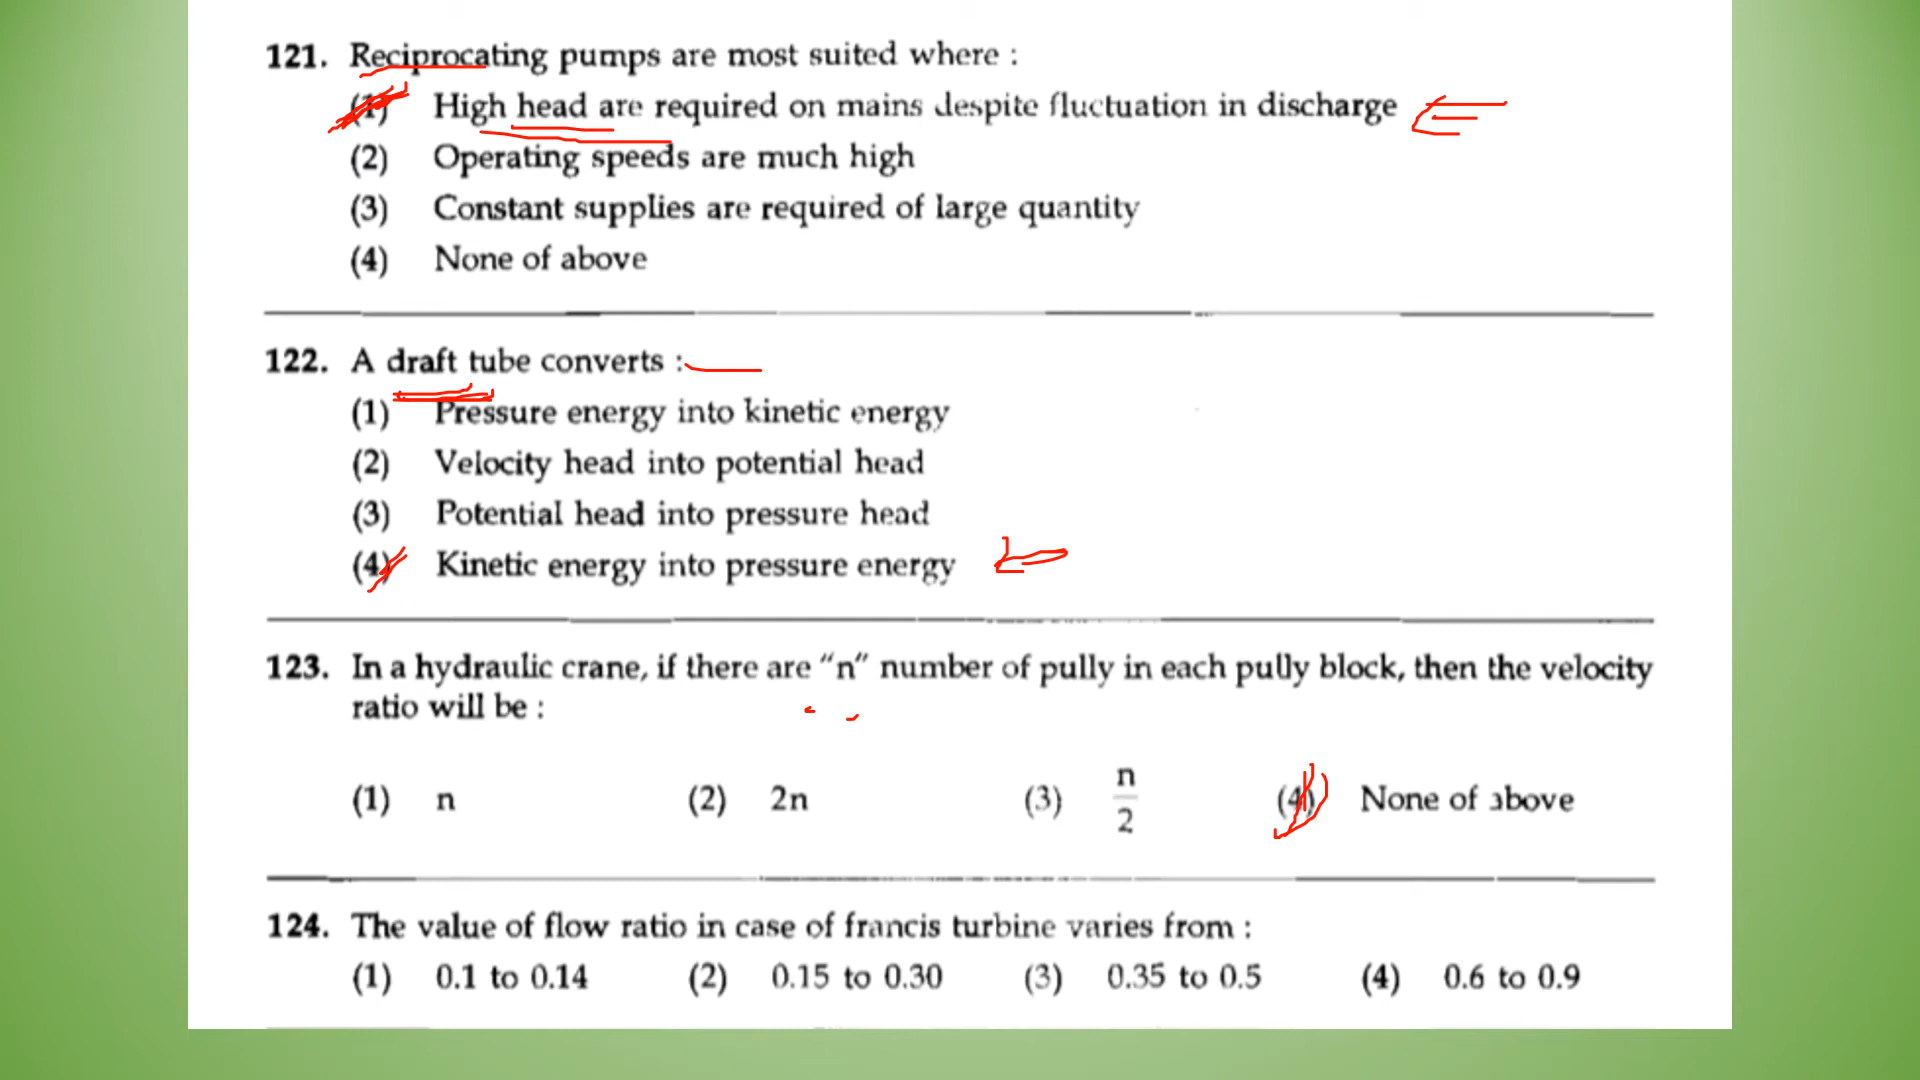 121. Reciprocating pumps are most suited where :
(1) High head are required on mains despite fluctuation in discharge
(2) Operating speeds are much high
(3) Constant supplies are required of large quantity
(4) None of above
122. A draft tube converts :
(1) Pressure energy into kinetic energy
(2) Velocity head into potential head
(3) Potential head into pressure head
(4) Kinetic energy into pressure energy
123. In a hydraulic crane, if there are "n" number of pully in each pully block, then the velocity
ratio will be :
(1) n (2) 2n (3) n/2 (4) None of above
124. The value of flow ratio in case of francis turbine varies from :
(1) 0.1 to 0.14 (2) 0.15 to 0.30 (3) 0.35 to 0.5 (4) 0.6 to 0.9